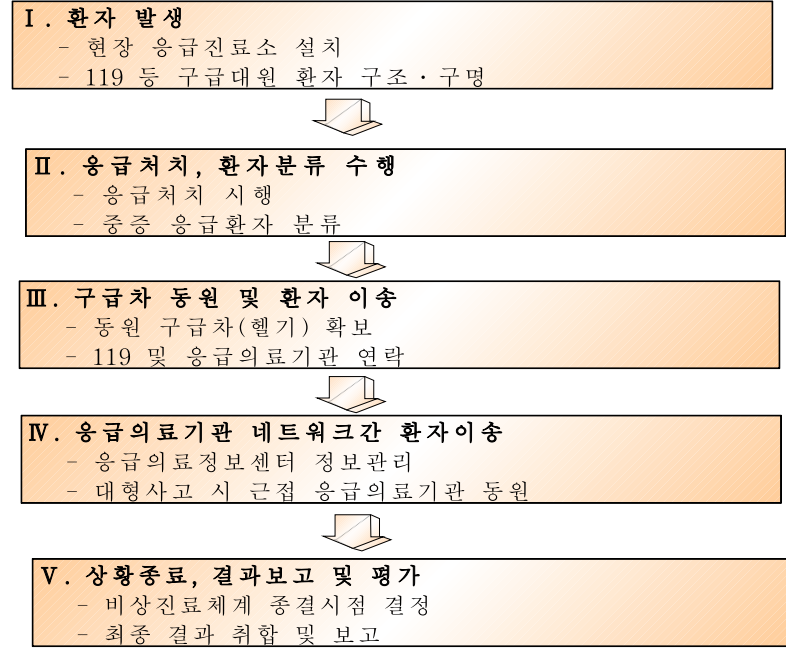 Ⅰ. 환자 발생
- 현장 응급진료소 설치
- 119 등 구급대원 환자 구조·구명
Ⅱ. 응급처치, 환자분류 수행
- 응급처치 시행
- 중증 응급환자 분류
Ⅲ. 구급차 동원 및 환자 이송
- 동원 구급차(헬기) 확보
- 119 및 응급의료기관 연락
Ⅳ. 응급의료기관 네트워크간 환자이송
- 응급의료정보센터 정보관리
- 대형사고 시 근접 응급의료기관 동원
Ⅴ. 상황종료, 결과보고 및 평가
- 비상진료체계 종결시점 결정
- 최종 결과 취합 및 보고